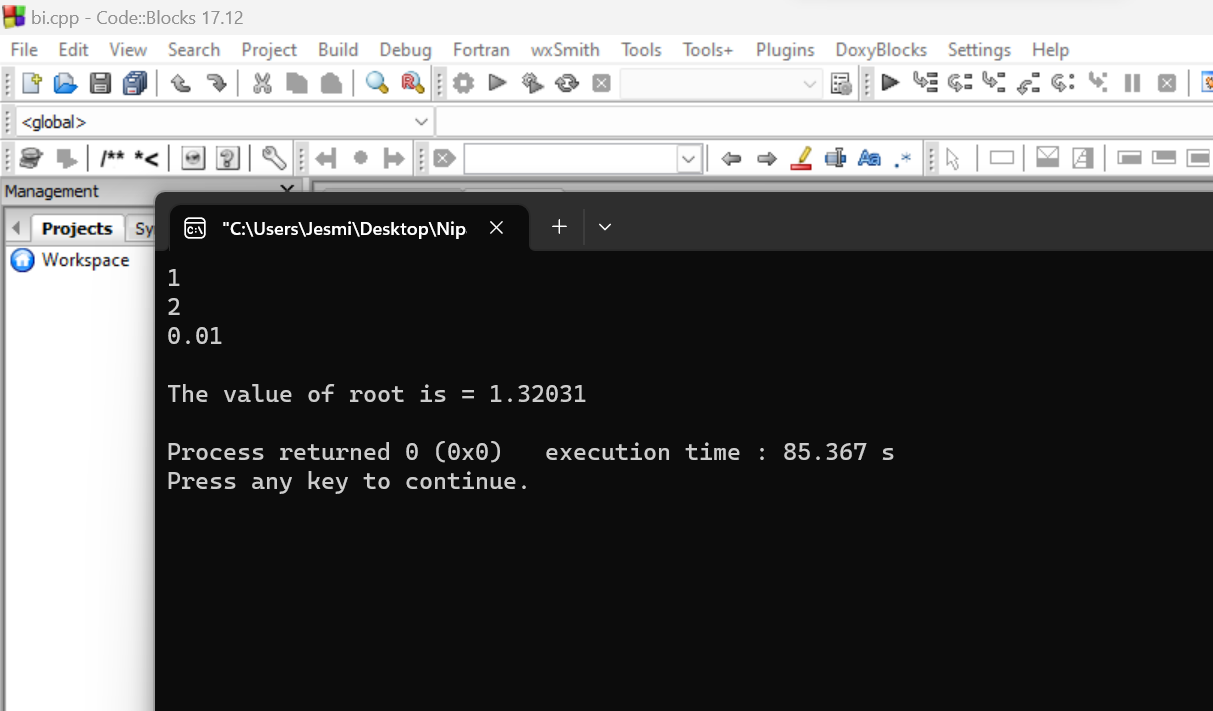 bi.cpp - Code::Blocks 17.12
File Edit View Search Project Build Debug Fortran wxSmith Tools Tools+ Plugins DoxyBlocks Settings Help
<global>
/** *<
Management
Projects Sy
"C:\Users\Jesmi\Desktop\Nip
Workspace
1
2
0.01
The value of root is = 1.32031
Process returned 0 (0x0)   execution time : 85.367 s
Press any key to continue.